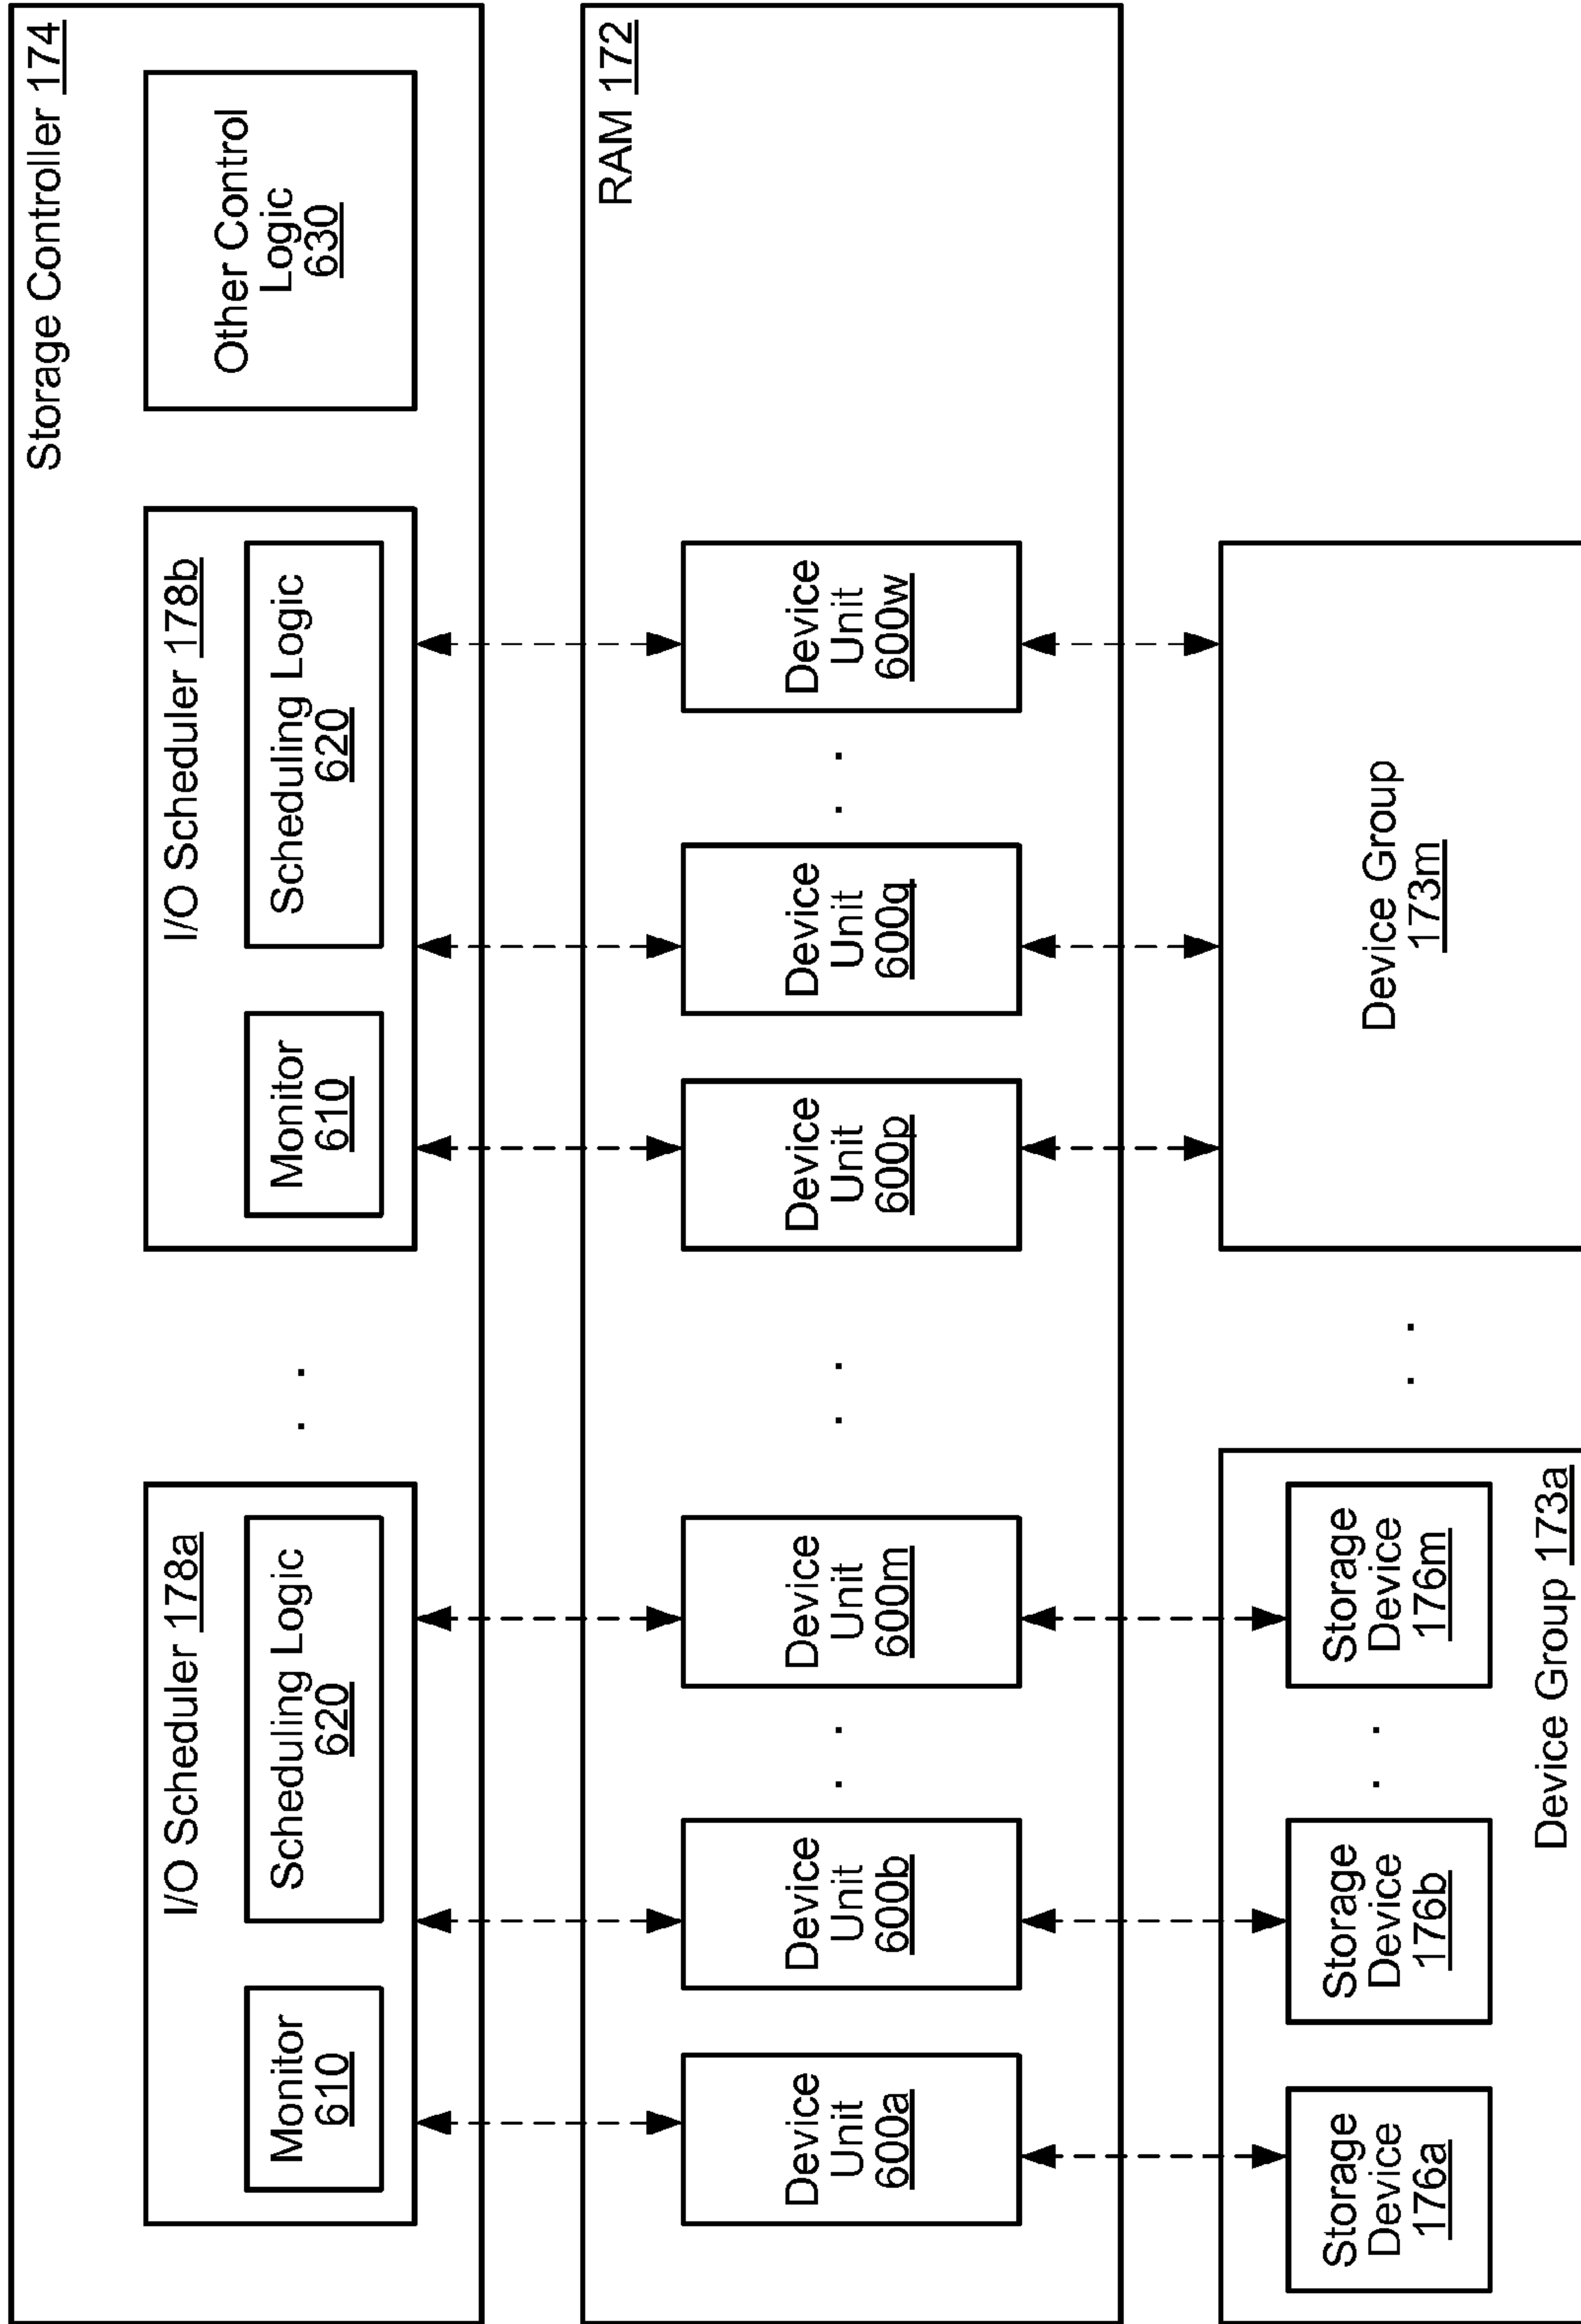 Storage Controller 174
I/O Scheduler 178a
Monitor
610
Scheduling Logic
620
I/O Scheduler 178b
Monitor
610
Scheduling Logic
620
Other Control
Logic
630
RAM 172
Device
Unit
600a
Device
Unit
600b
Device
Unit
600m
Device
Unit
600p
Device
Unit
600q
Device
Unit
600w
Storage
Device
176a
Storage
Device
176b
Storage
Device
176m
Device Group 173a
Device Group
173m